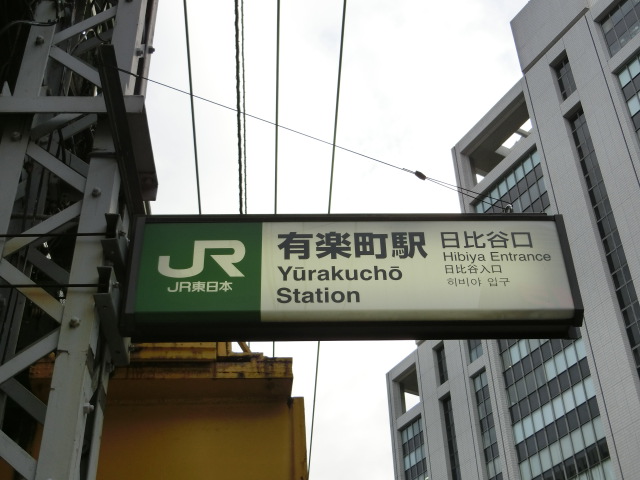 JR
JR東日本
有楽町駅
Yūrakuchō
Station
日比谷口
Hibiya Entrance
日比谷入口
히비야 입구